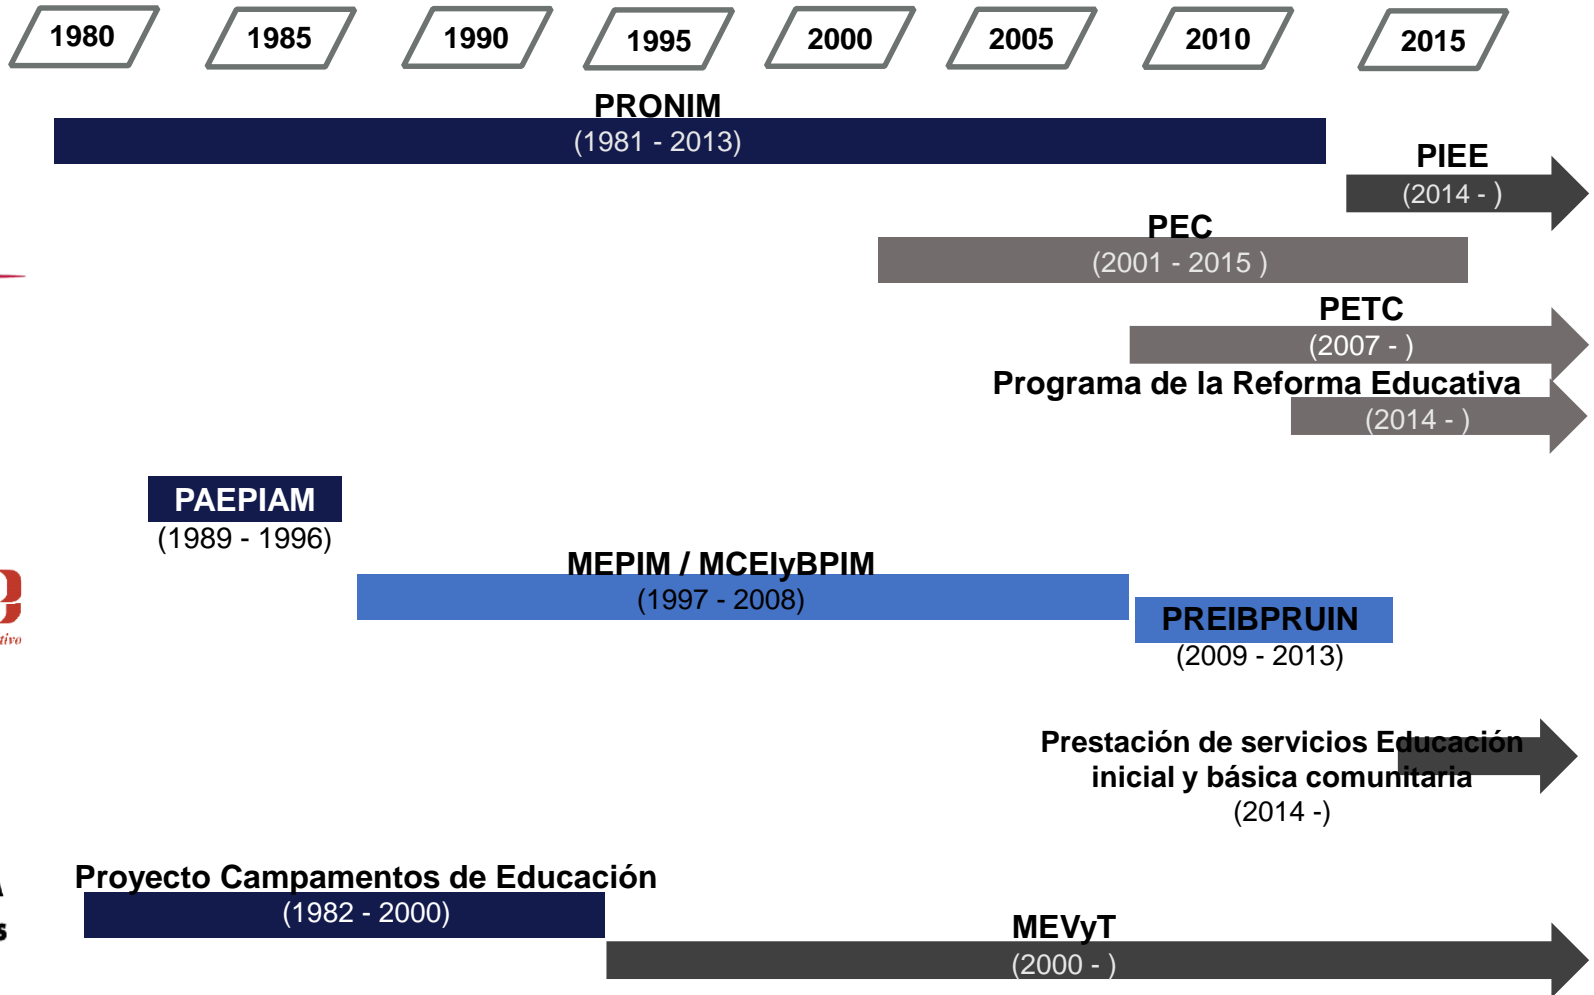 1980 1985 1990 1995 2000 2005 2010 2015
PRONIM
(1981 - 2013)
PIEE
(2014 - )
PEC
(2001 - 2015 )
PETC
(2007 - )
Programa de la Reforma Educativa
(2014 - )
PAEPIAM
(1989 - 1996)
MEPIM / MCEIyBPIM
(1997 - 2008)
PREIBPRUIN
(2009 - 2013)
tivo
Prestación de servicios Educación
inicial y básica comunitaria
(2014 -)
Proyecto Campamentos de Educación
(1982 - 2000)
A
s
MEVyT
(2000 - )